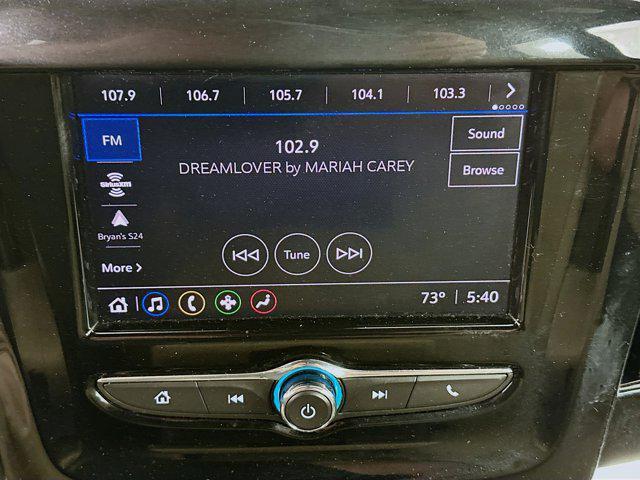 107.9 106.7 105.7 104.1 103.3
FM
102.9
DREAMLOVER by MARIAH CAREY
Sound
Browse
SiriusXM
Bryan's S24
Tune
More
73° 5:40